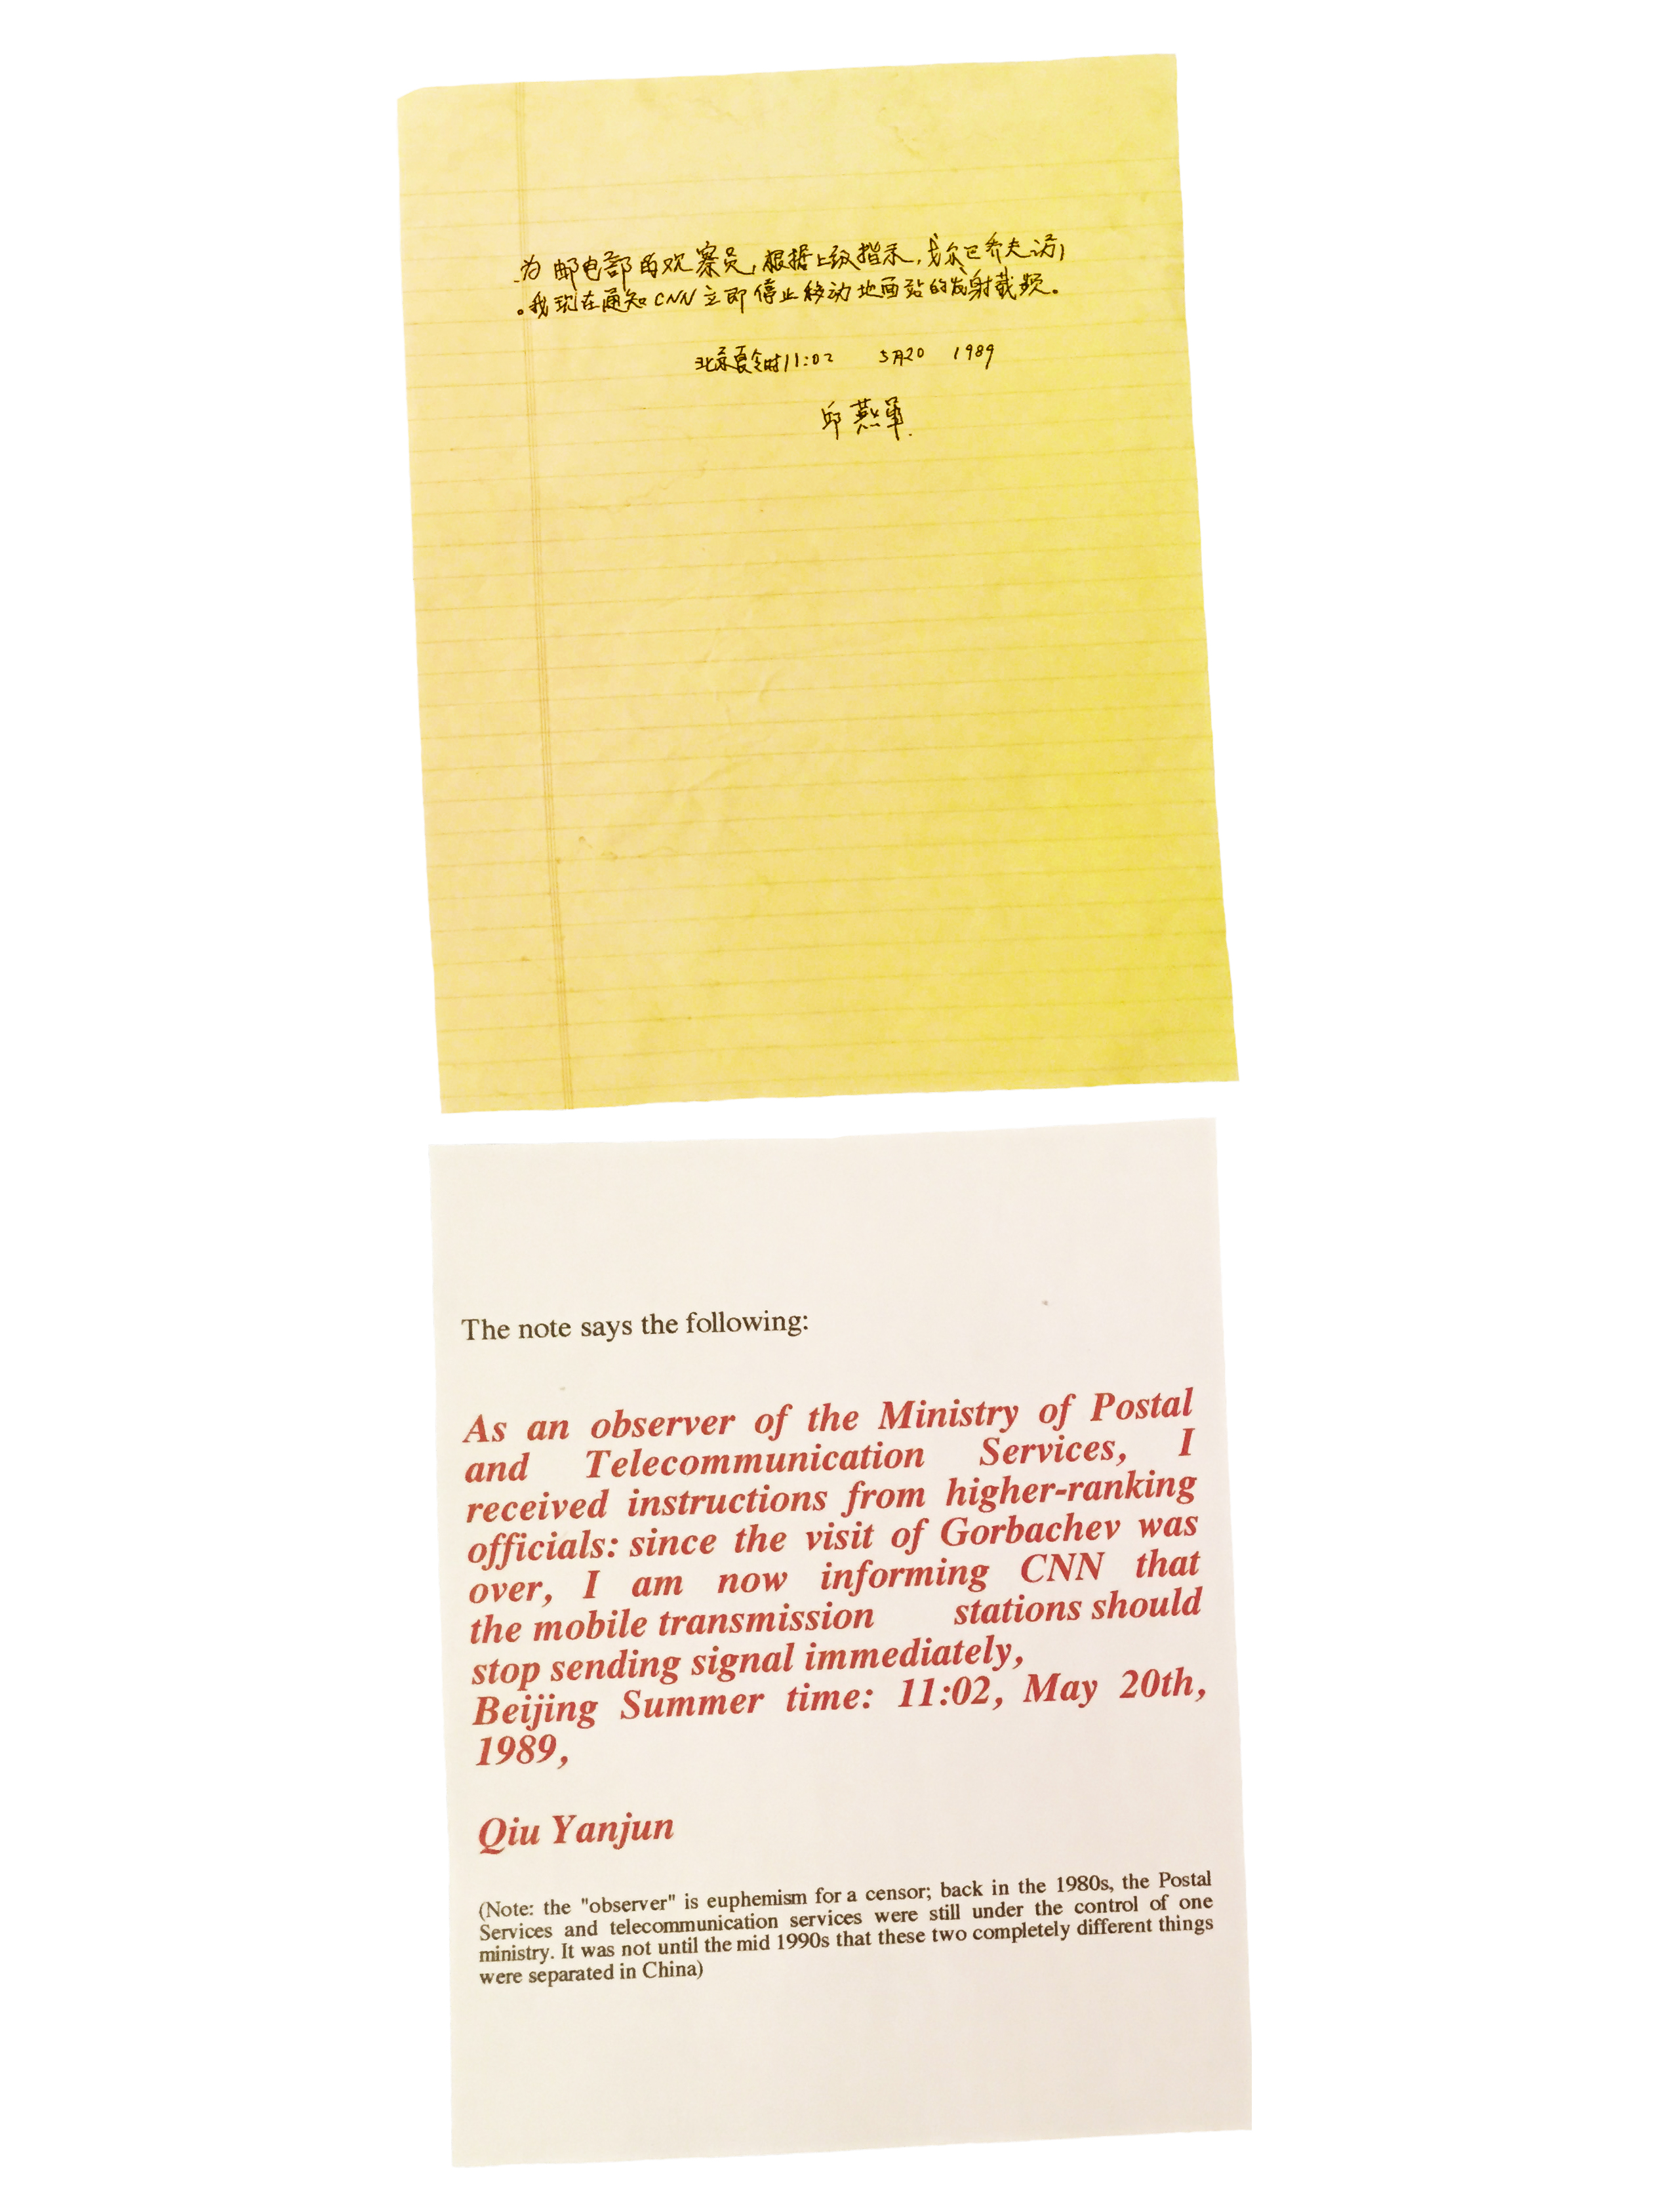 为邮电部的观察员,根据上级指示,戈尔巴乔夫访
。我现在通知CNN立即停止移动地面站的发射载频。
北京夏令时11:02 5月20 1989
邱燕军.
The note says the following:
As an observer of the Ministry of Postal
and Telecommunication Services, I
received instructions from higher-ranking
officials: since the visit of Gorbachev was
over, I am now informing CNN that
the mobile transmission stations should
stop sending signal immediately,
Beijing Summer time: 11:02, May 20th,
1989,
Qiu Yanjun
(Note: the "observer" is euphemism for a censor; back in the 1980s, the Postal
Services and telecommunication services were still under the control of one
ministry. It was not until the mid 1990s that these two completely different things
were separated in China)